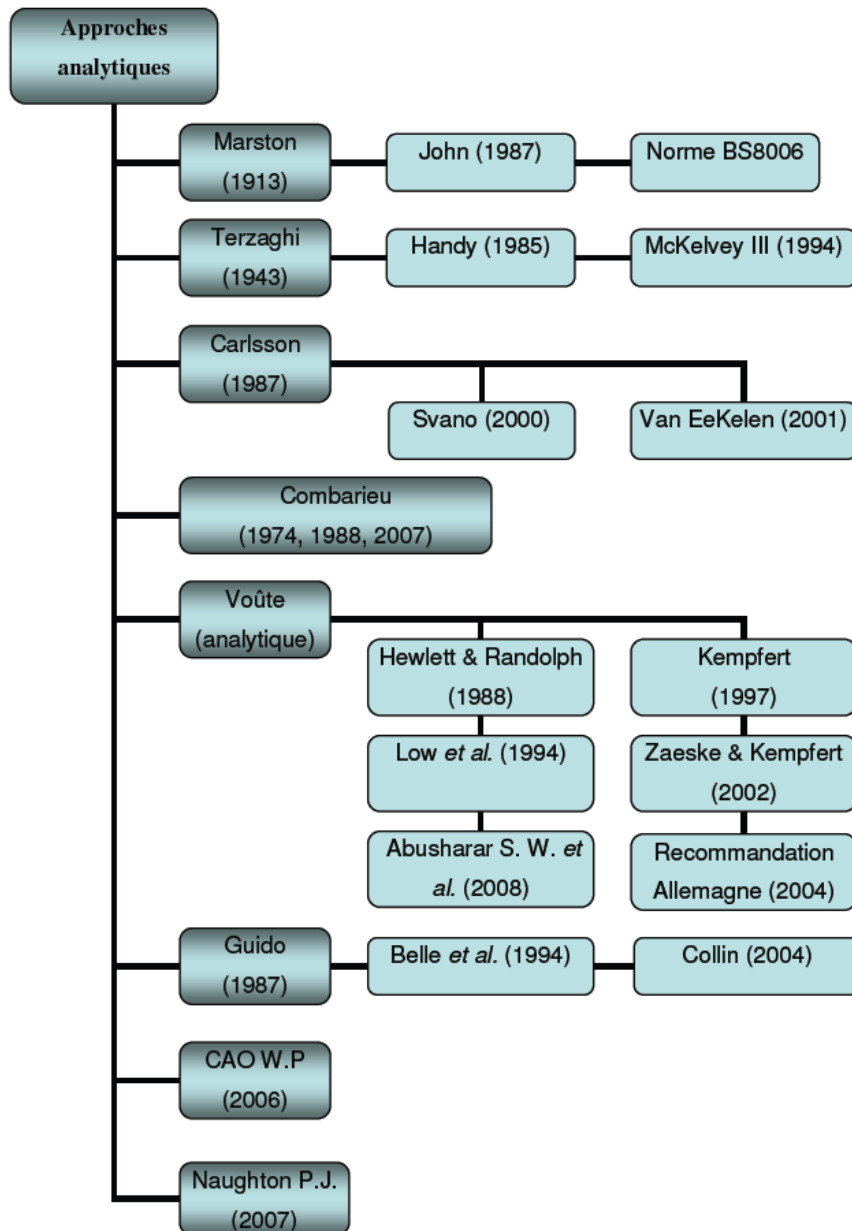 Approches
analytiques
Marston
(1913)
John (1987)
Norme BS8006
Terzaghi
(1943)
Handy (1985)
McKelvey III (1994)
Carlsson
(1987)
Svano (2000)
Van EeKelen (2001)
Combarieu
(1974, 1988, 2007)
Voûte
(analytique)
Hewlett & Randolph
(1988)
Kempfert
(1997)
Low et al. (1994)
Zaeske & Kempfert
(2002)
Abusharar S. W. et
al. (2008)
Recommandation
Allemagne (2004)
Guido
(1987)
Belle et al. (1994)
Collin (2004)
CAO W.P
(2006)
Naughton P.J.
(2007)